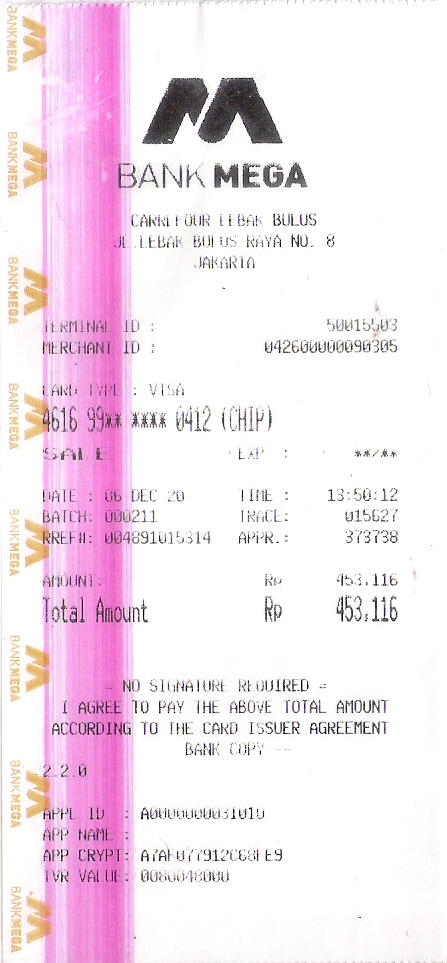 BANK MEGA
CARREFOUR LEBAK BULUS
JL.LEBAK BULUS RAYA NO. 8
JAKARTA
TERMINAL ID : 50015503
MERCHANT ID : 042600000090305
CARD TYPE : VISA
4616 99** **** 0412 (CHIP)
SALE EXP : **/**
DATE : 06 DEC 20 TIME : 13:50:12
BATCH: 000211 TRACE: 015627
RREF#: 004891015314 APPR.: 373738
AMOUNT: Rp 453,116
Total Amount Rp 453,116
- NO SIGNATURE REQUIRED =
I AGREE TO PAY THE ABOVE TOTAL AMOUNT
ACCORDING TO THE CARD ISSUER AGREEMENT
BANK COPY --
2.2.0
APPL ID : A0000000031010
APP NAME :
APP CRYPT: A7AF077912C68FE9
TVR VALUE: 0080048000
BANK MEGA
BANK MEGA
BANK MEGA
BANK MEGA
BANK MEGA
BANK MEGA
BANK MEGA
BANK MEGA